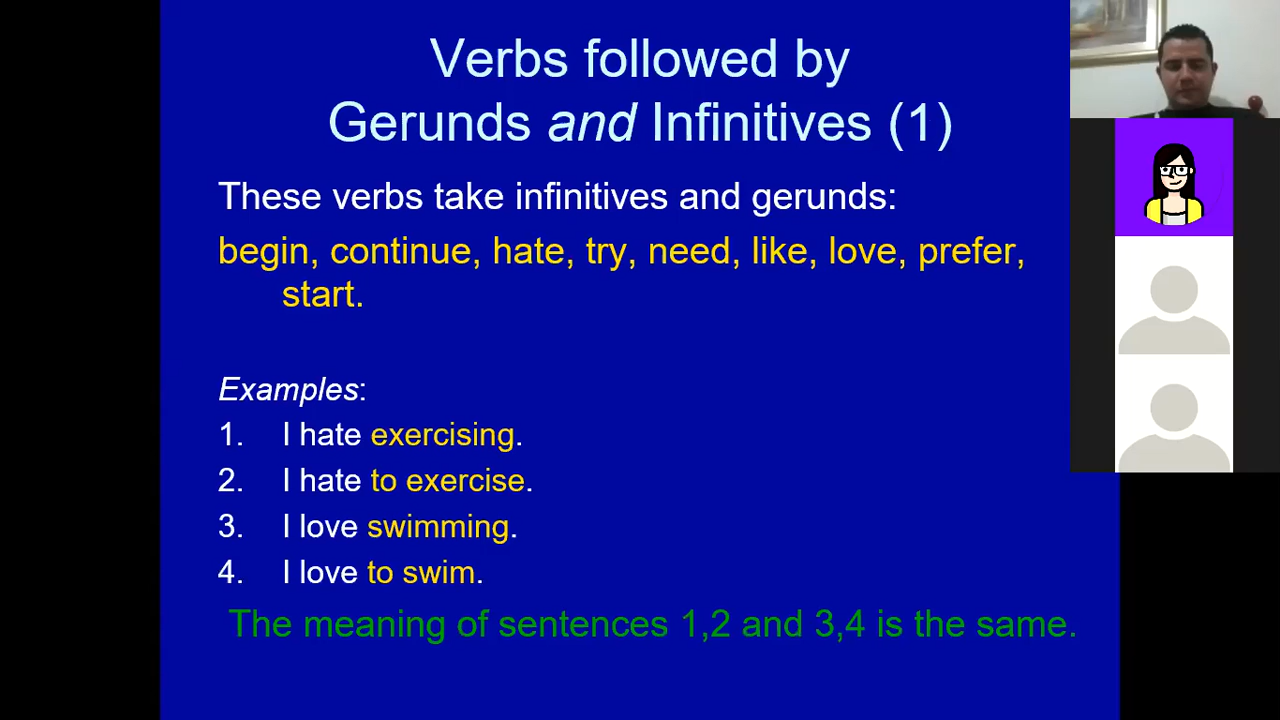 Verbs followed by
Gerunds and Infinitives (1)
These verbs take infinitives and gerunds:
begin, continue, hate, try, need, like, love, prefer,
start.
Examples:
1. I hate exercising.
2. I hate to exercise.
3. I love swimming.
4. I love to swim.
The meaning of sentences 1,2 and 3,4 is the same.